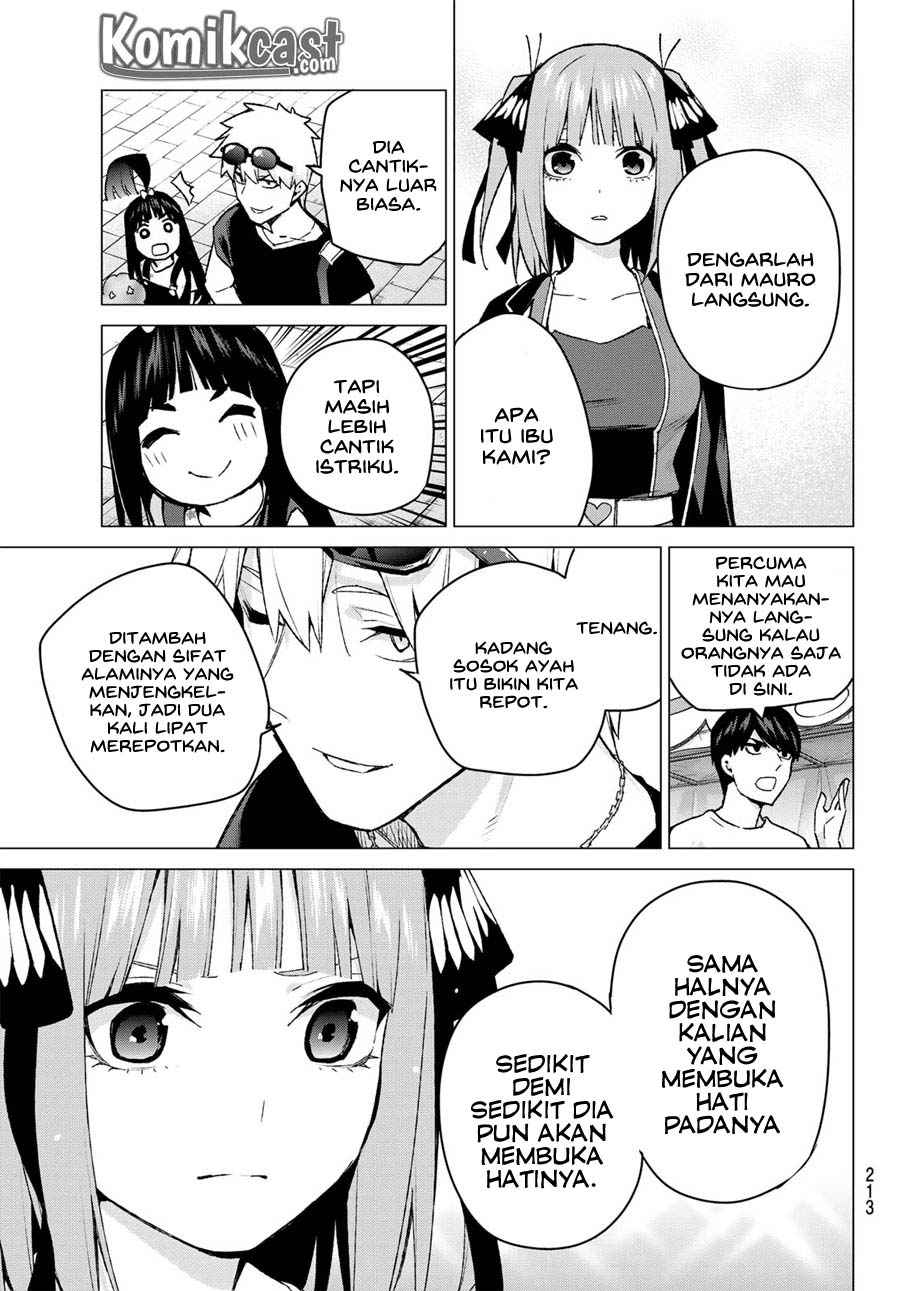 Komikcast
.com
DENGARLAH
DARI MAURO
LANGSUNG.
APA
ITU IBU
KAMI?
DIA
CANTIK-
NYA LUAR
BIASA.
TAPI
MASIH
LEBIH
CANTIK
ISTRIKU.
PERCUMA
KITA MAU
MENANYAKAN-
NYA LANG-
SUNG KALAU
ORANGNYA SAJA
TIDAK ADA
DI SINI.
TENANG.
KADANG
SOSOK AYAH
ITU BIKIN KITA
REPOT.
DITAMBAH
DENGAN SIFAT
ALAMINYA YANG
MENJENGKEL-
KAN, JADI DUA
KALI LIPAT
MEREPOTKAN.
SAMA
HALNYA
DENGAN
KALIAN
YANG
MEMBUKA
HATI
PADANYA
SEDIKIT
DEMI
SEDIKIT DIA
PUN AKAN
MEMBUKA
HATINYA.
213